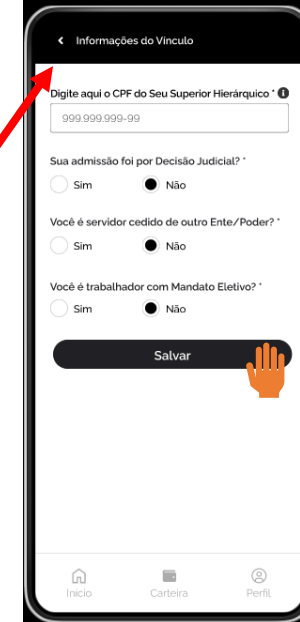 Informações do Vínculo
Digite aqui o CPF do Seu Superior Hierárquico *
999.999.999-99
Sua admissão foi por Decisão Judicial? *
Sim Não
Você é servidor cedido de outro Ente/Poder? *
Sim Não
Você é trabalhador com Mandato Eletivo? *
Sim Não
Salvar
Inicio Carteira Perfil